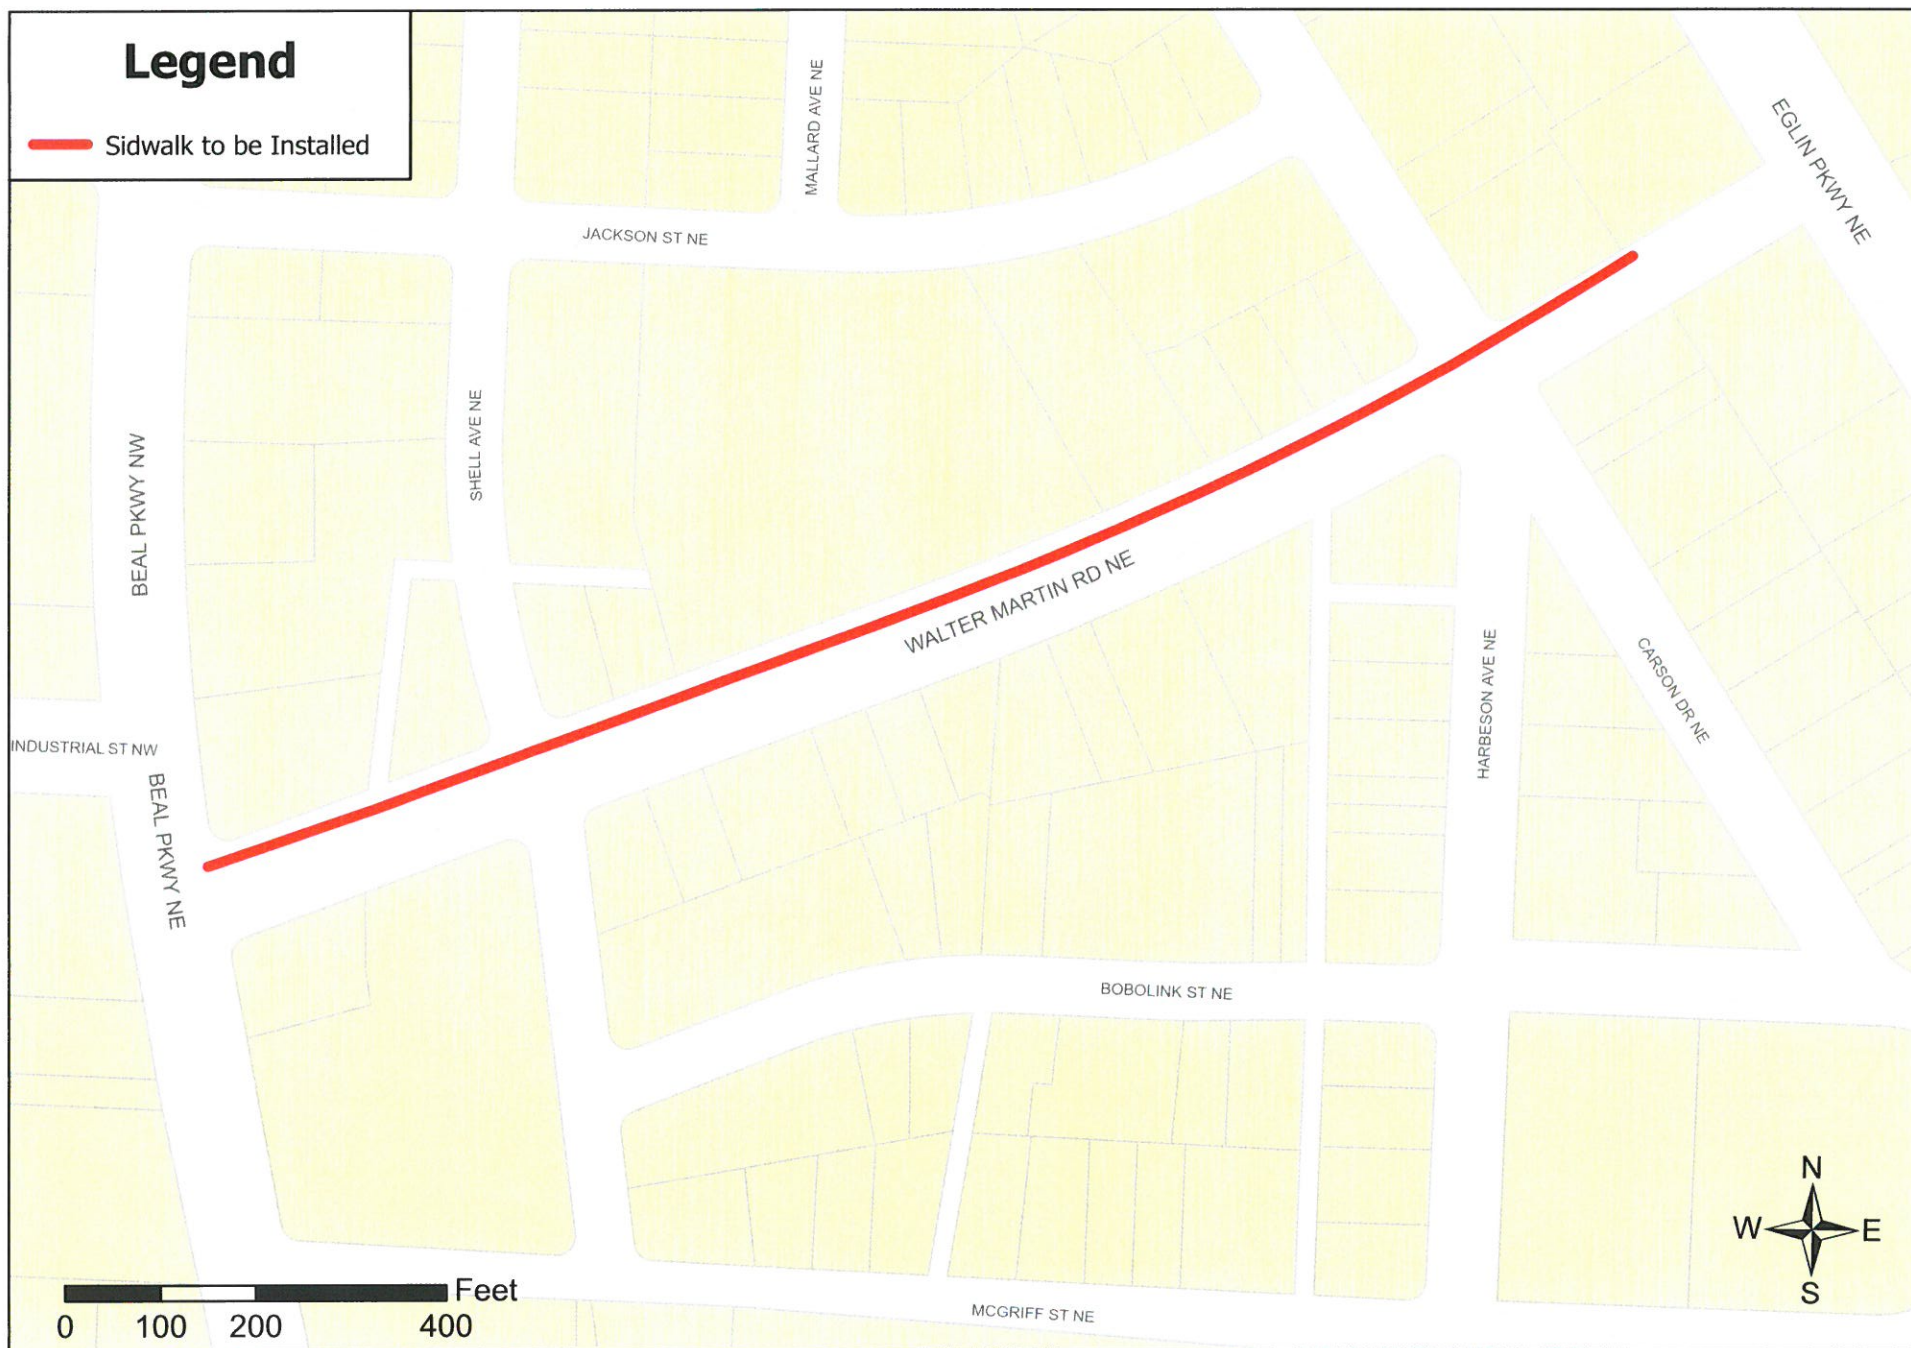 Legend
Sidwalk to be Installed
MALLARD AVE NE
EGLIN PKWY NE
JACKSON ST NE
SHELL AVE NE
BEAL PKWY NW
WALTER MARTIN RD NE
HARBESON AVE NE
CARSON DR NE
INDUSTRIAL ST NW
BEAL PKWY NE
BOBOLINK ST NE
N
W E
S
Feet
0 100 200 400
MCGRIFF ST NE